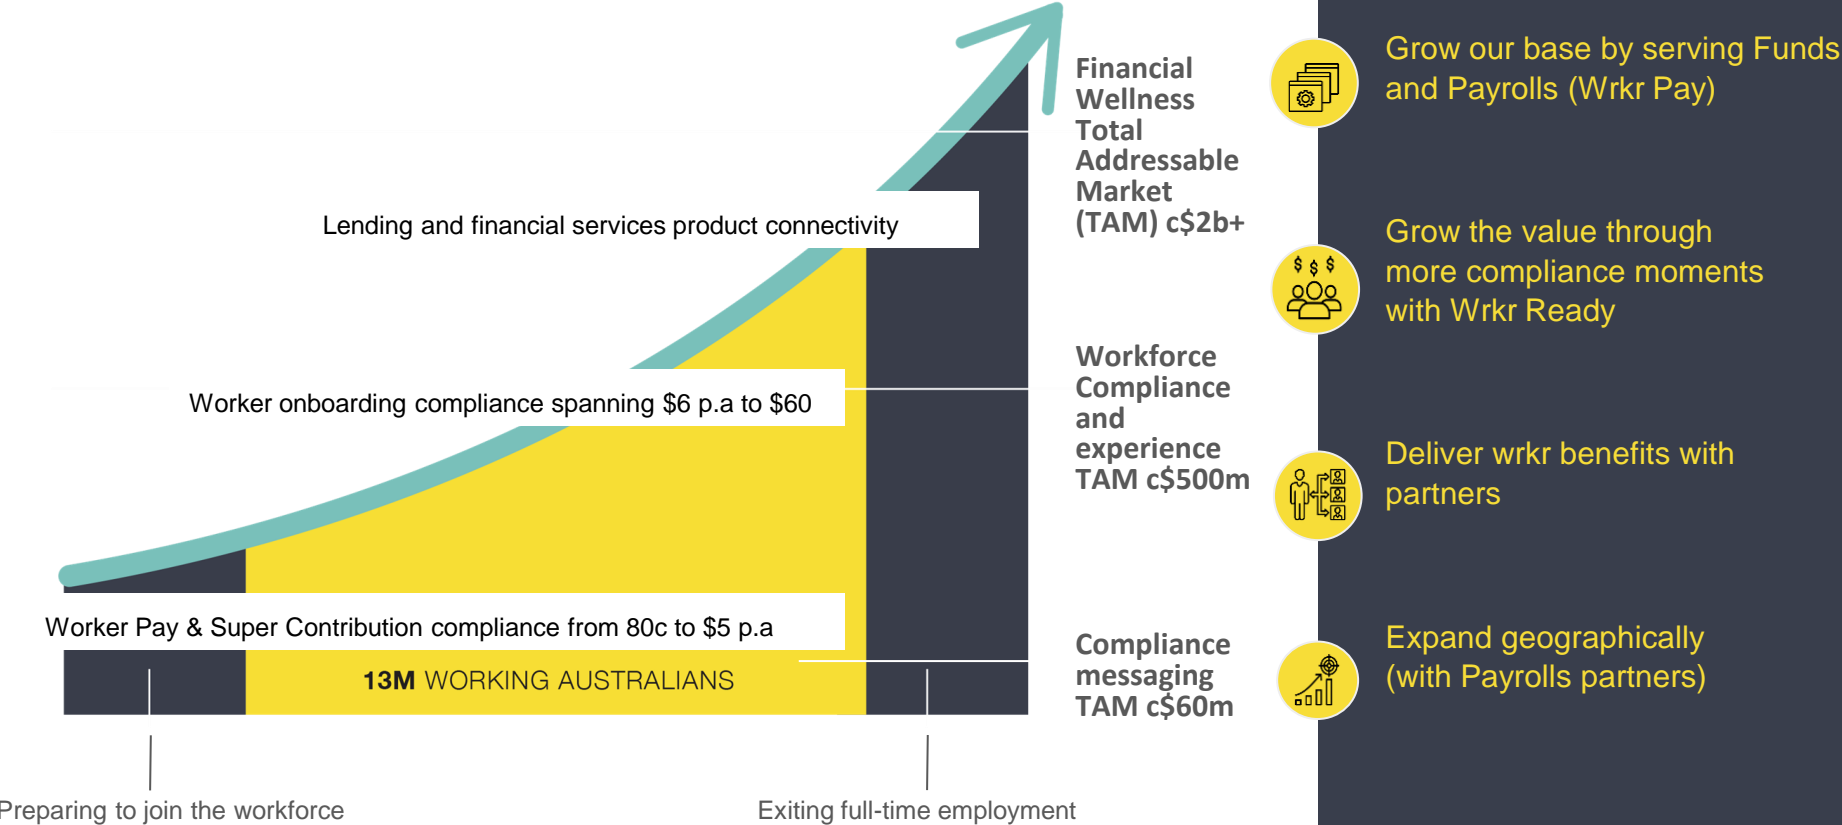 Financial
Wellness
Total
Addressable
Market
(TAM) c$2b+
Lending and financial services product connectivity
Workforce
Compliance
and
experience
TAM c$500m
Worker onboarding compliance spanning $6 p.a to $60
Compliance
messaging
TAM c$60m
Worker Pay & Super Contribution compliance from 80c to $5 p.a
13M WORKING AUSTRALIANS
Preparing to join the workforce
Exiting full-time employment
Grow our base by serving Funds
and Payrolls (Wrkr Pay)
$ $ $
Grow the value through
more compliance moments
with Wrkr Ready
Deliver wrkr benefits with
partners
Expand geographically
(with Payrolls partners)